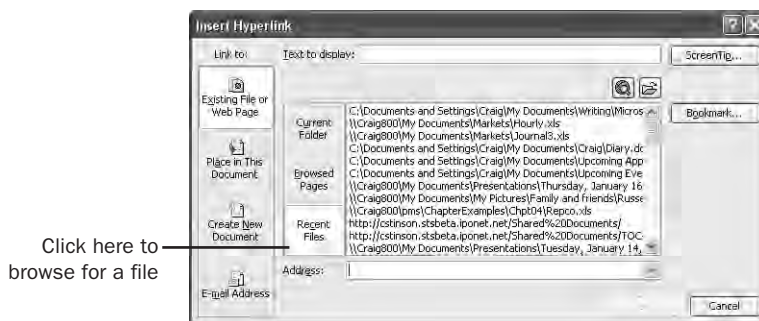 Insert Hyperlink
Link to:
Text to display:
ScreenTip...
Existing File or
Web Page
Bookmark...
Current
Folder
C:\Documents and Settings\Craig\My Documents\Writing\Micros
\\Craig800\My Documents\Markets\Hourly.xls
\\Craig800\My Documents\Markets\Journal3.xls
C:\Documents and Settings\Craig\My Documents\Craig\Diary.dc
C:\Documents and Settings\Craig\My Documents\Upcoming App
C:\Documents and Settings\Craig\My Documents\Upcoming Eve
\\Craig800\My Documents\Presentations\Thursday, January 16
\\Craig800\My Documents\My Pictures\Family and friends\Russe
\\Craig800\pms\ChapterExamples\Chpt04\Repco.xls
http://cstinson.stsbeta.iponet.net/Shared%20Documents/
http://cstinson.stsbeta.iponet.net/Shared%20Documents/TOC-
\\Craig800\My Documents\Presentations\Tuesday, January 14,
Place in This
Document
Browsed
Pages
Create New
Document
Recent
Files
Click here to
browse for a file
Address:
E-mail Address
Cancel